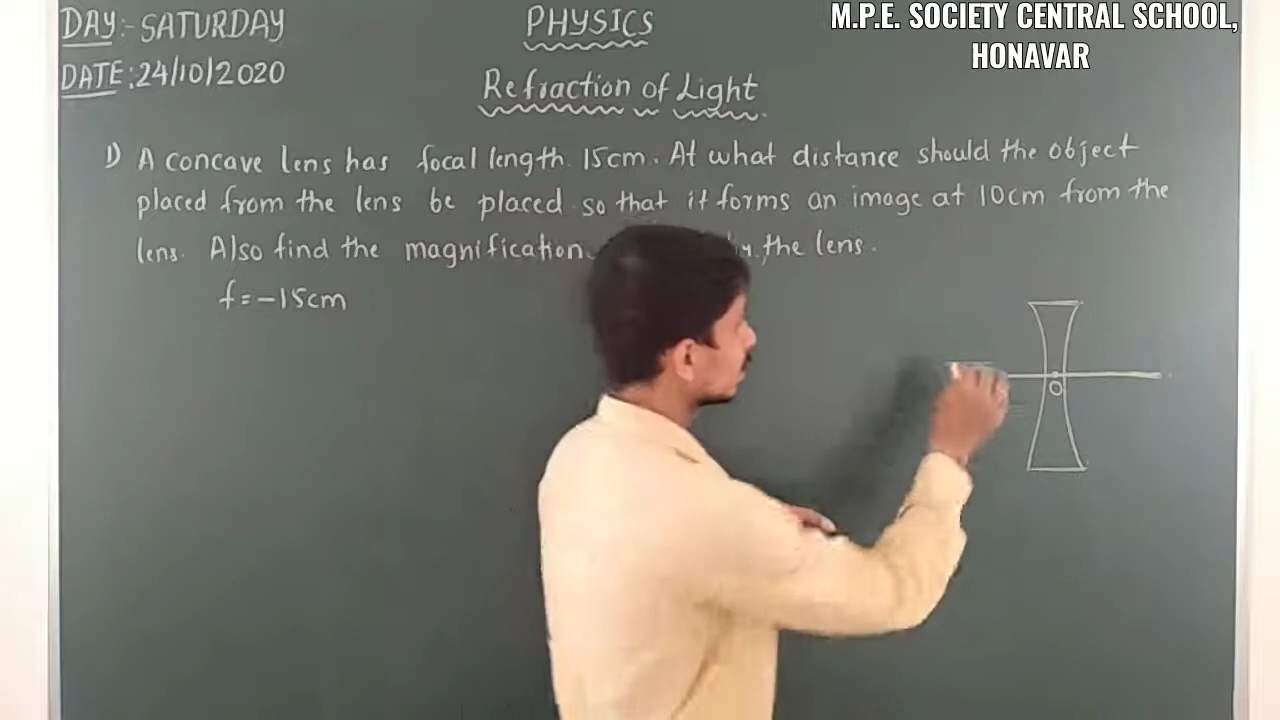 DAY:- SATURDAY
DATE: 24/10/2020
PHYSICS
M.P.E. SOCIETY CENTRAL SCHOOL,
HONAVAR
Refraction of Light
1) A concave lens has focal length 15cm. At what distance should the object
placed from the lens be placed so that it forms an image at 10cm from the
lens. Also find the magnification the lens.
f = -15cm
O